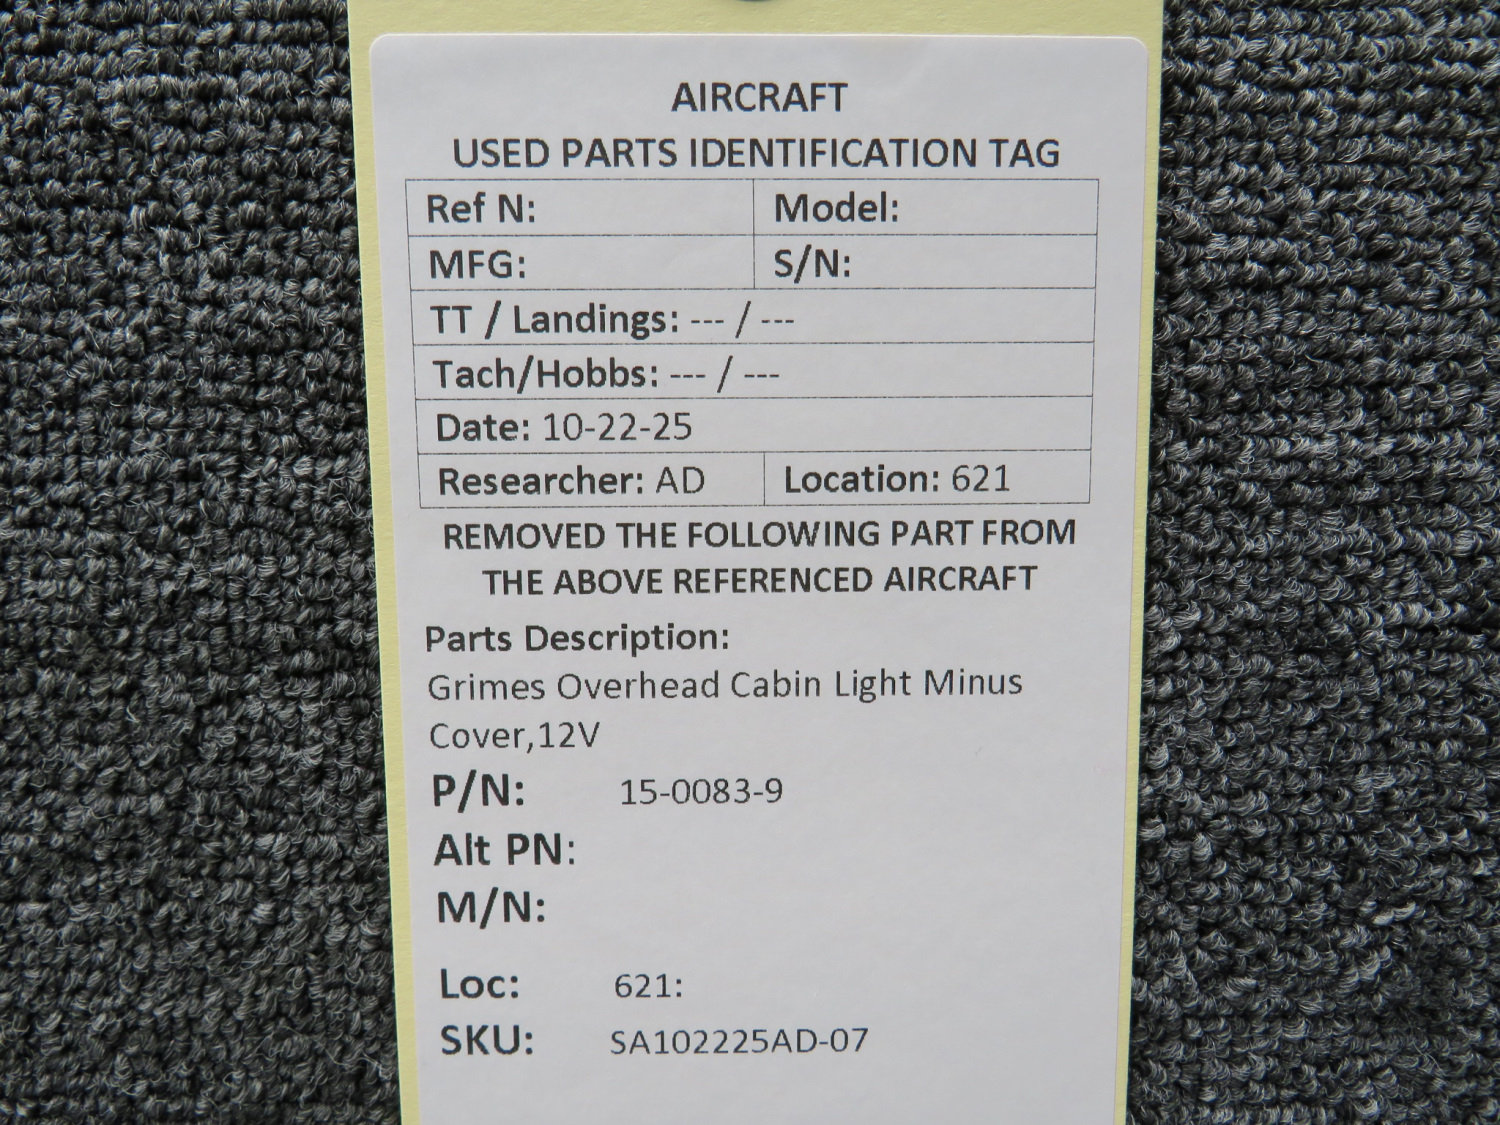 AIRCRAFT
USED PARTS IDENTIFICATION TAG
Ref N: Model:
MFG: S/N:
TT / Landings: --- / ---
Tach/Hobbs: --- / ---
Date: 10-22-25
Researcher: AD Location: 621
REMOVED THE FOLLOWING PART FROM
THE ABOVE REFERENCED AIRCRAFT
Parts Description:
Grimes Overhead Cabin Light Minus
Cover,12V
P/N: 15-0083-9
Alt PN:
M/N:
Loc: 621:
SKU: SA102225AD-07